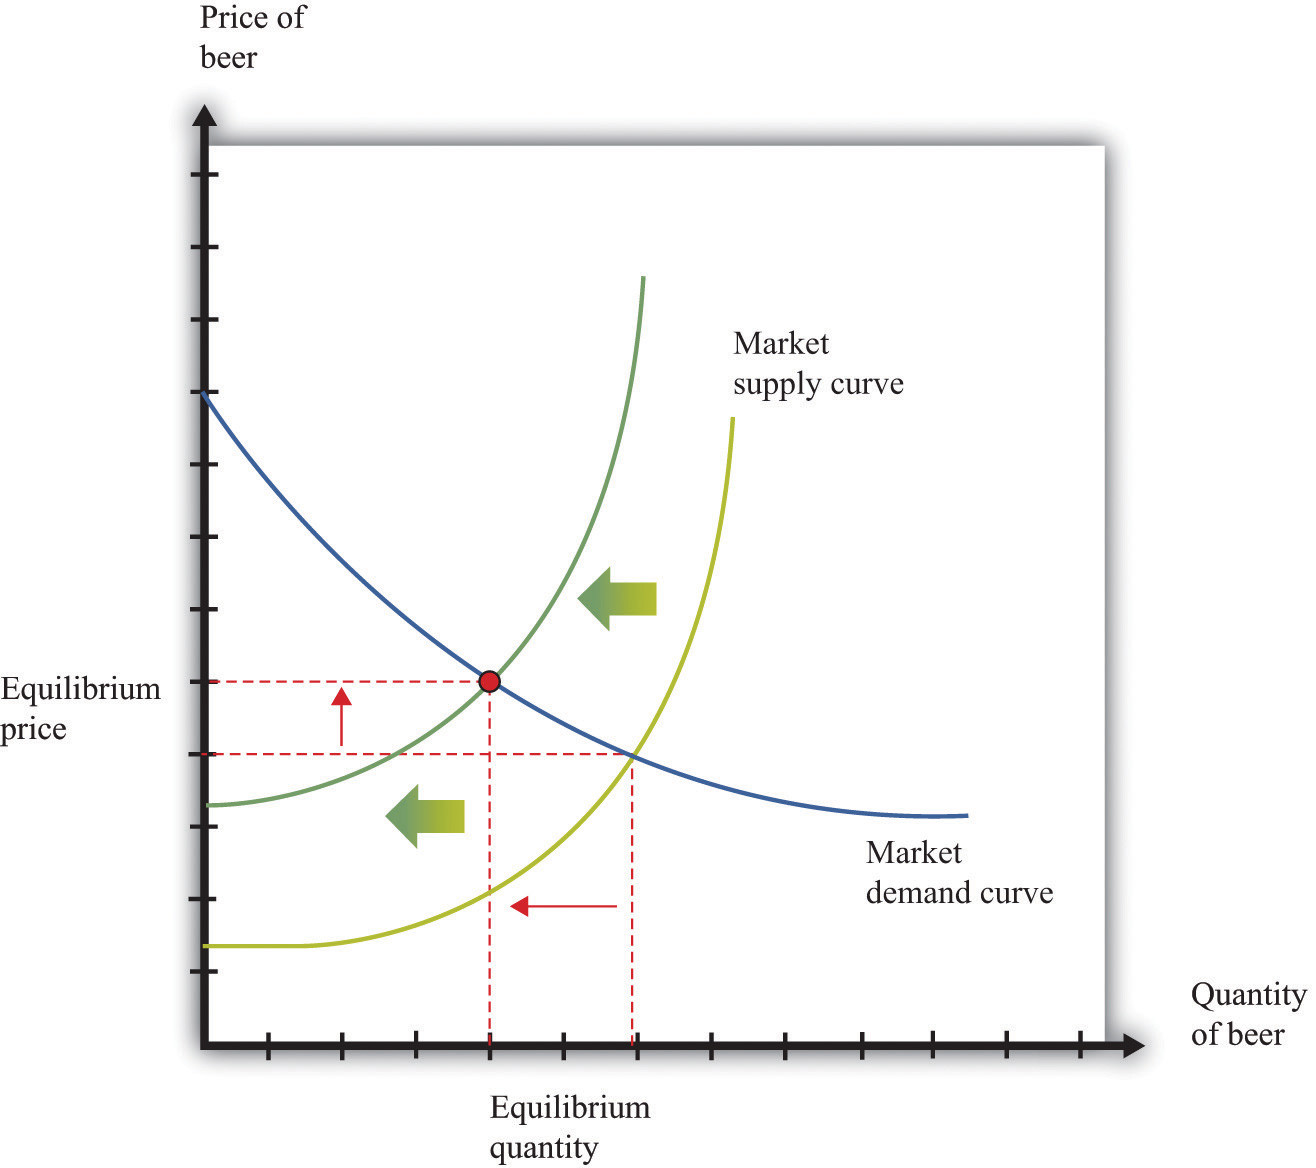 Price of
beer
Market
supply curve
Equilibrium
price
Market
demand curve
Quantity
of beer
Equilibrium
quantity